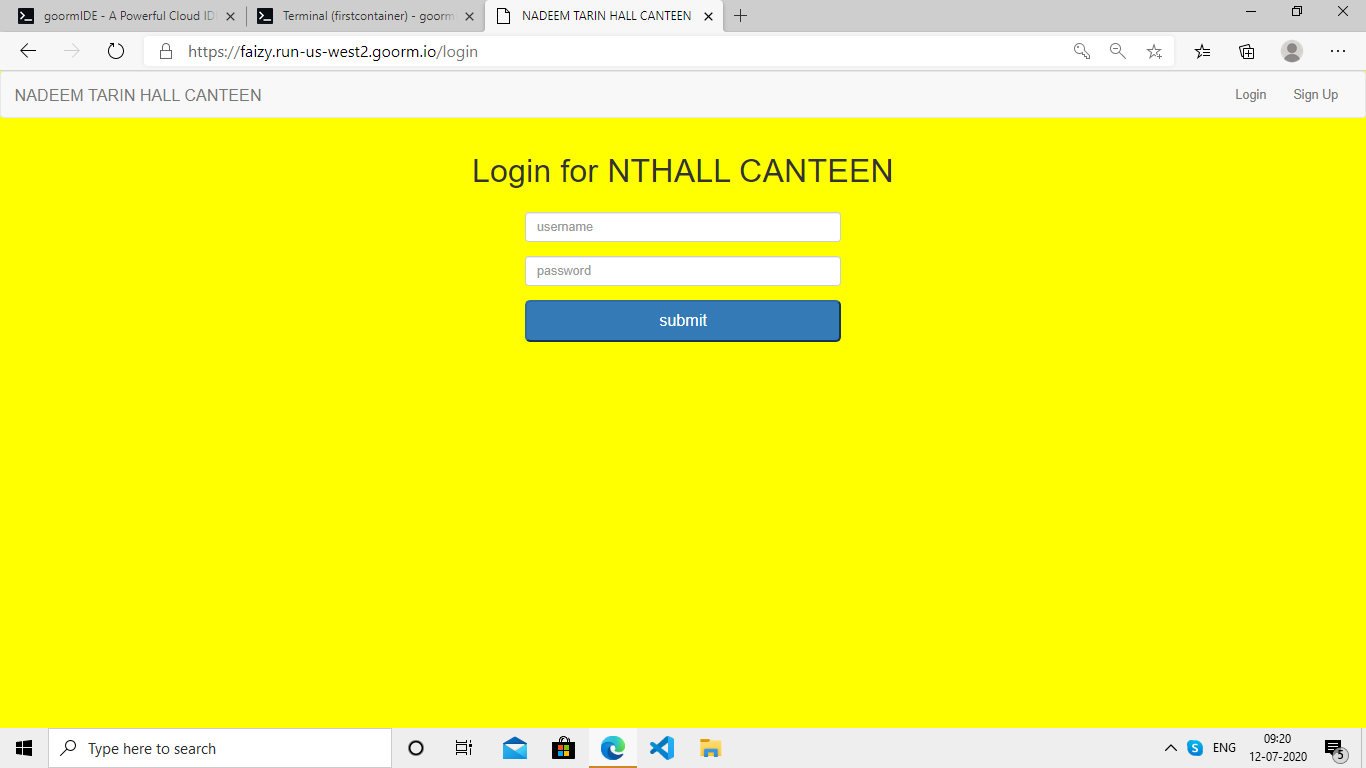 goormIDE - A Powerful Cloud ID
Terminal (firstcontainer) - goorm
NADEEM TARIN HALL CANTEEN
https://faizy.run-us-west2.goorm.io/login
NADEEM TARIN HALL CANTEEN
Login
Sign Up
Login for NTHALL CANTEEN
username
password
submit
Type here to search
S
ENG
09:20
12-07-2020
5